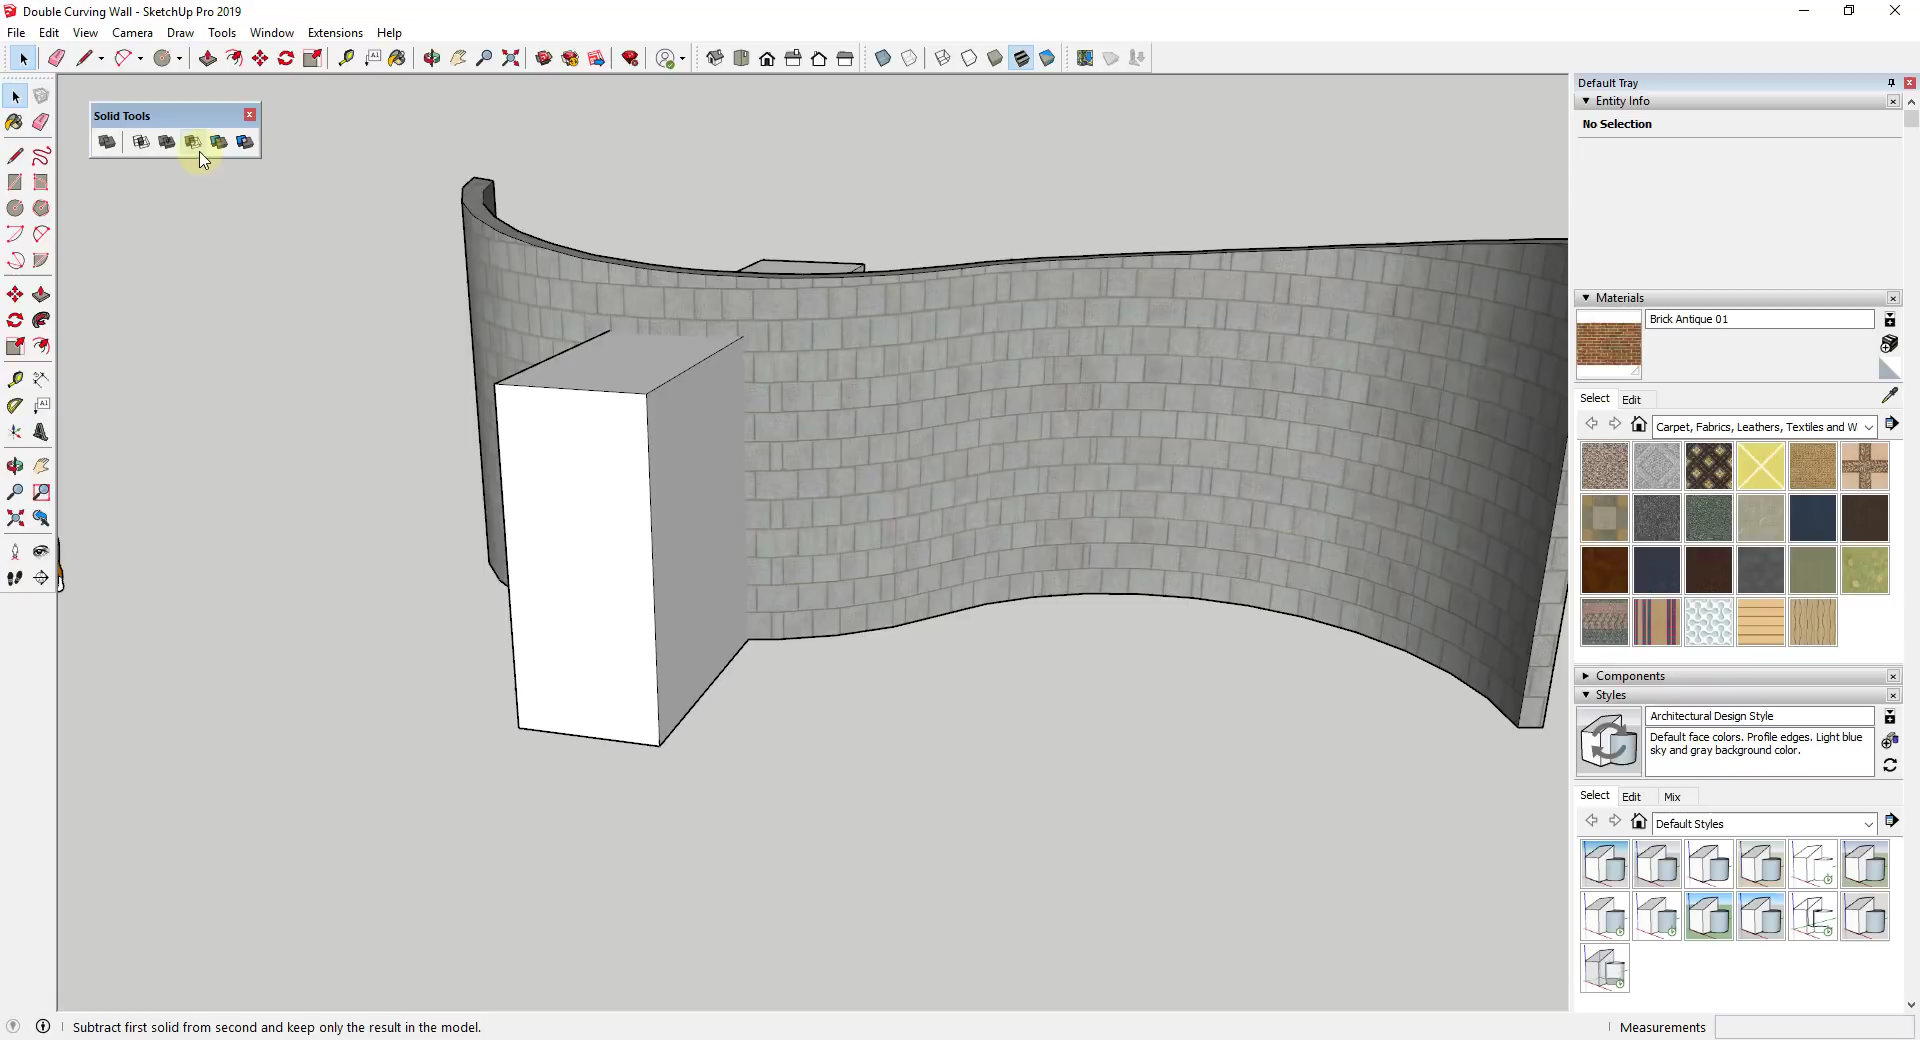 Double Curving Wall - SketchUp Pro 2019
File Edit View Camera Draw Tools Window Extensions Help
Default Tray
Entity Info
No Selection
Solid Tools
Materials
Brick Antique 01
Select Edit
Carpet, Fabrics, Leathers, Textiles and W
Components
Styles
Architectural Design Style
Default face colors. Profile edges. Light blue
sky and gray background color.
Select Edit Mix
Default Styles
Subtract first solid from second and keep only the result in the model.
Measurements